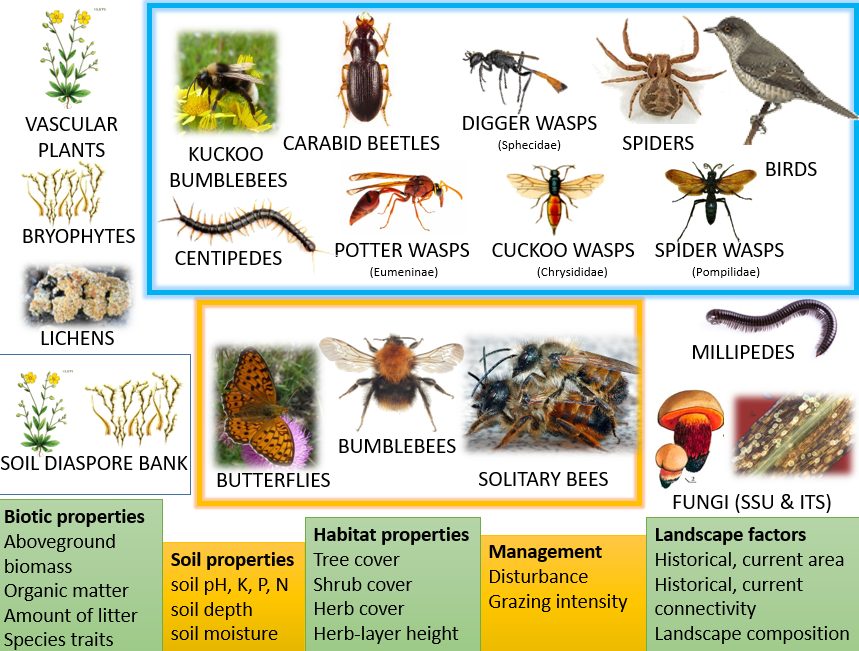 VASCULAR
PLANTS
BRYOPHYTES
LICHENS
SOIL DIASPORE BANK
KUCKOO
BUMBLEBEES
CARABID BEETLES
DIGGER WASPS
(Sphecidae)
SPIDERS
BIRDS
CENTIPEDES
POTTER WASPS
(Eumeninae)
CUCKOO WASPS
(Chrysididae)
SPIDER WASPS
(Pompilidae)
BUTTERFLIES
BUMBLEBEES
SOLITARY BEES
MILLIPEDES
FUNGI (SSU & ITS)
Biotic properties
Aboveground
biomass
Organic matter
Amount of litter
Species traits
Soil properties
soil pH, K, P, N
soil depth
soil moisture
Habitat properties
Tree cover
Shrub cover
Herb cover
Herb-layer height
Management
Disturbance
Grazing intensity
Landscape factors
Historical, current area
Historical, current
connectivity
Landscape composition